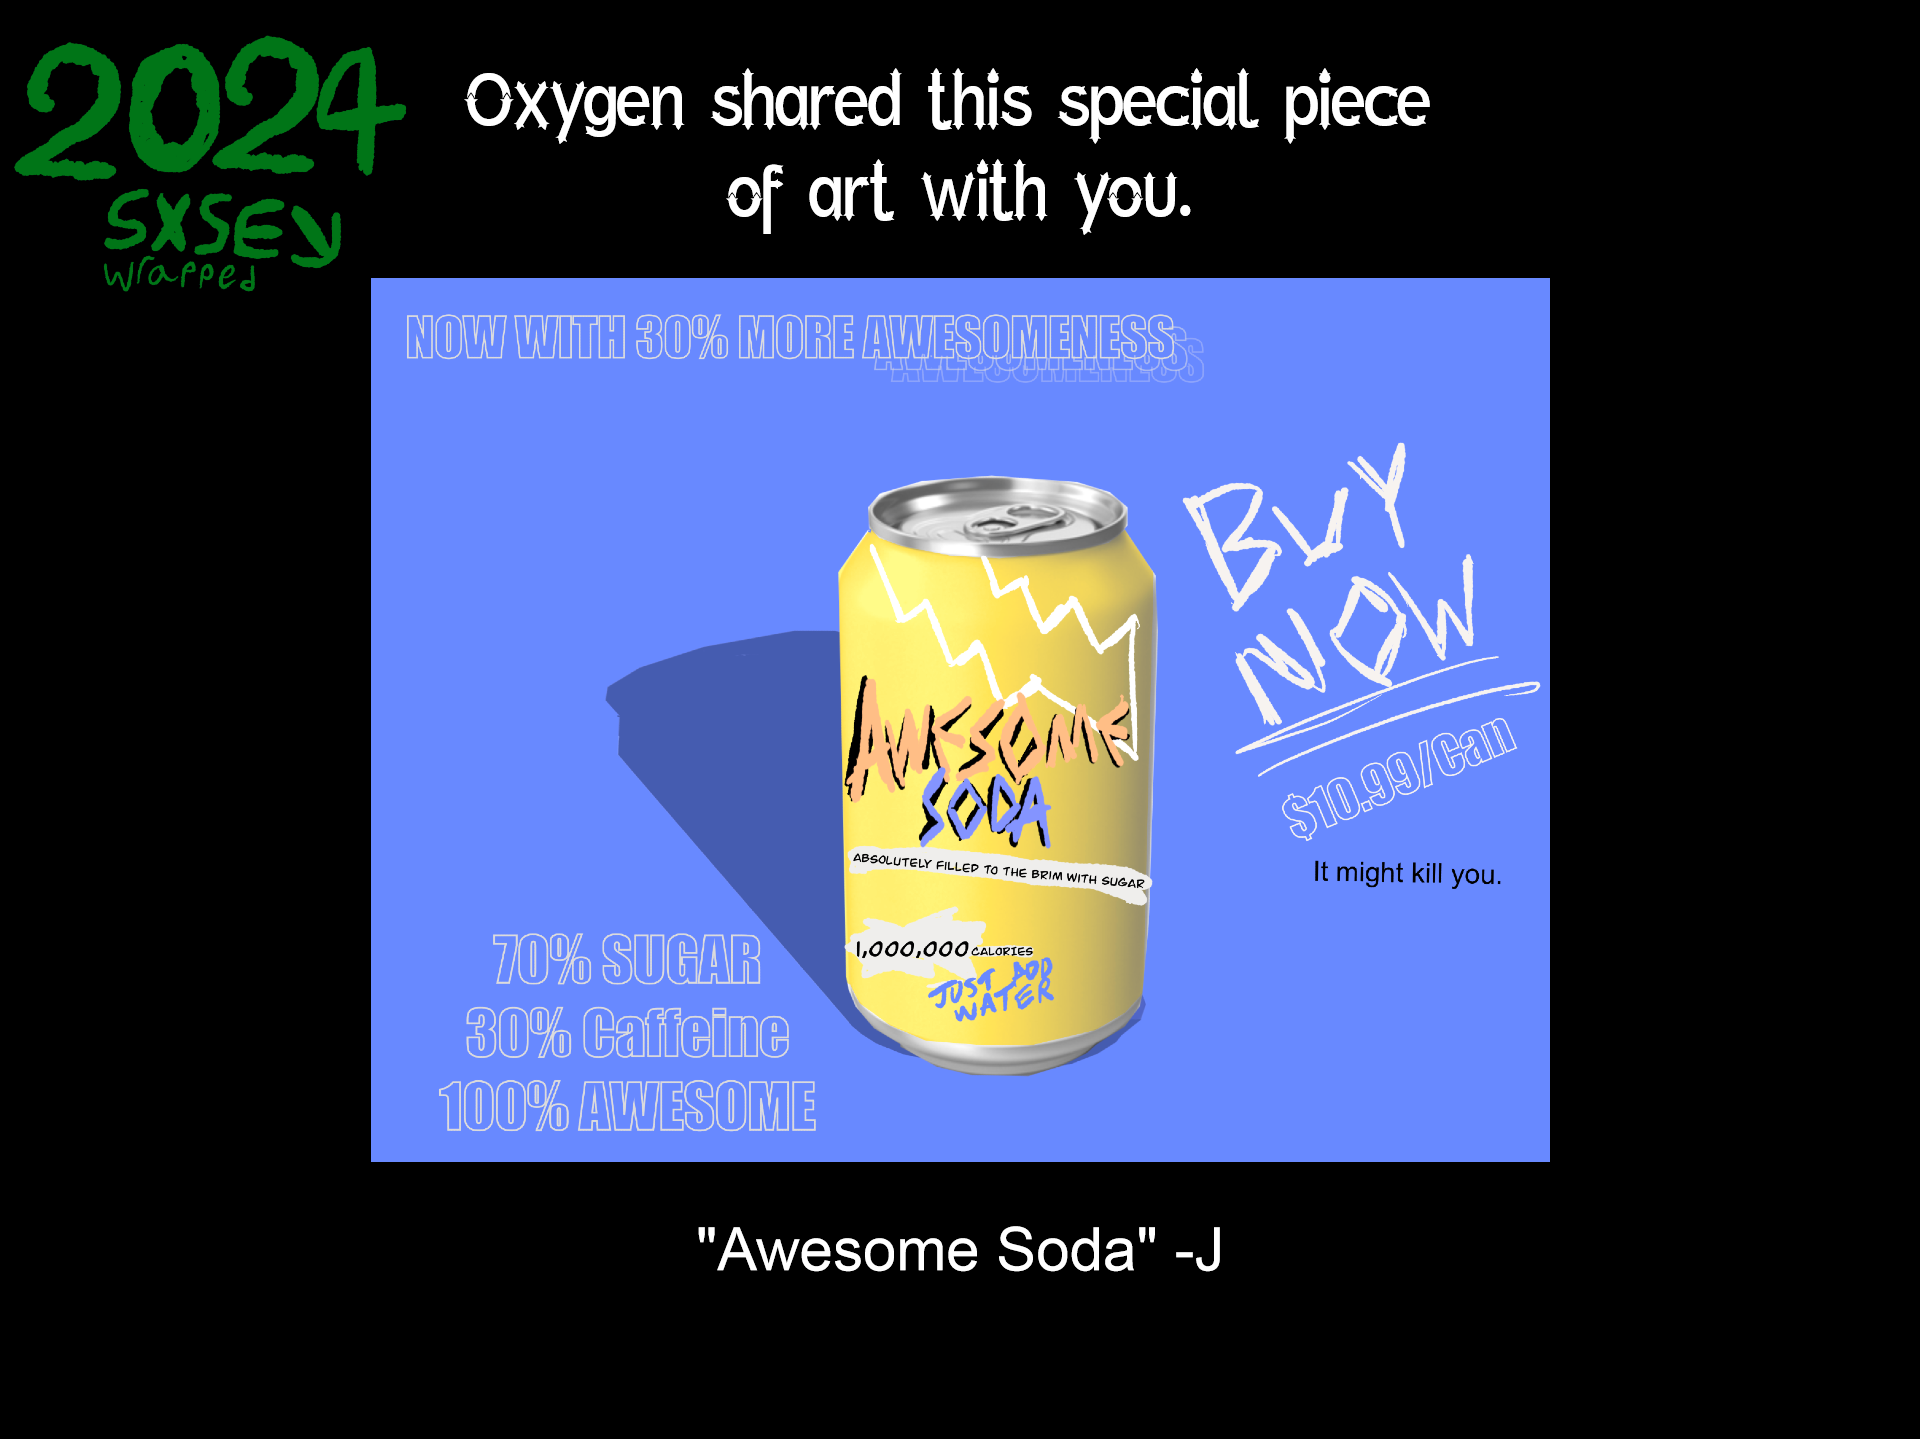 2024
SXSEy
wrapped
Oxygen shared this special piece
of art with you.
NOW WITH 30% MORE AWESOMENESS
AWESOMENESS
AWESOMENESS
BUY
NOW
$10.99/Can
It might kill you.
AWESOME
SODA
ABSOLUTELY FILLED TO THE BRIM WITH SUGAR
1,000,000 CALORIES
JUST ADD
WATER
70% SUGAR
30% Caffeine
100% AWESOME
"Awesome Soda" -J